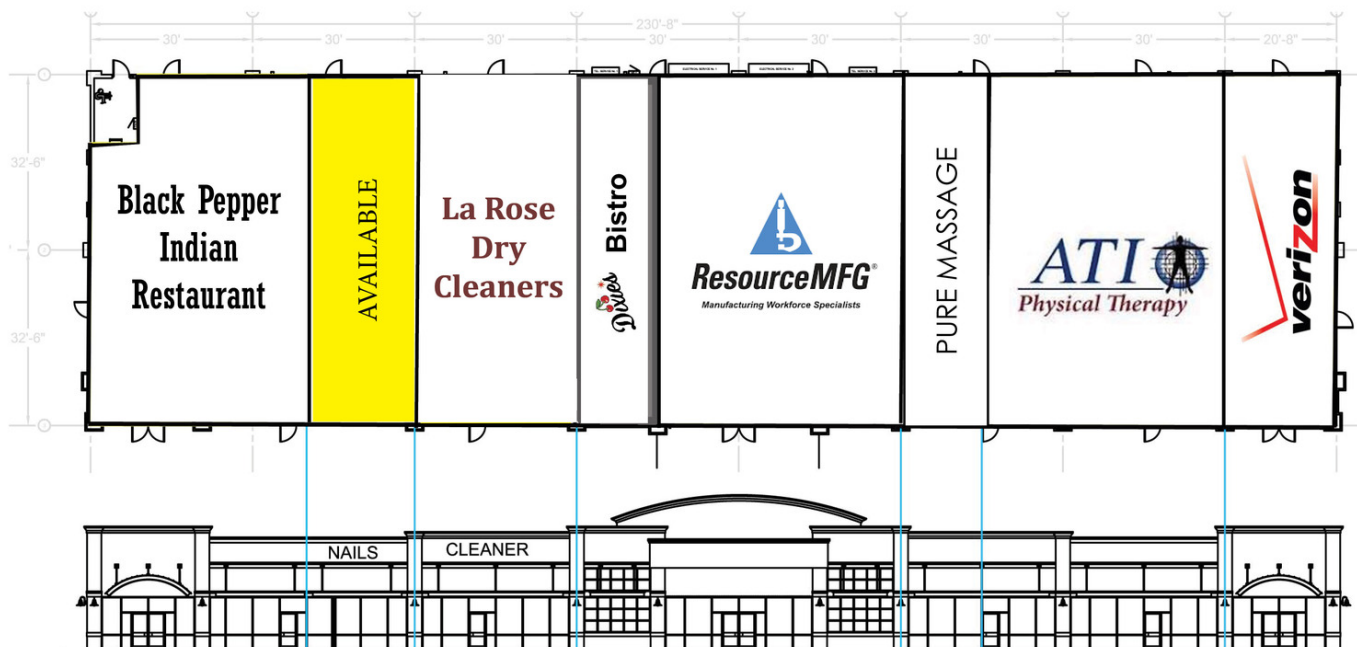 230'-8"
30'
30'
30'
30'
30'
30'
30'
20'-8"
32'-6"
32'-6"
Black Pepper
Indian
Restaurant
AVAILABLE
La Rose
Dry
Cleaners
Dixies Bistro
ResourceMFG®
Manufacturing Workforce Specialists
PURE MASSAGE
ATI
Physical Therapy
verizon
NAILS
CLEANER